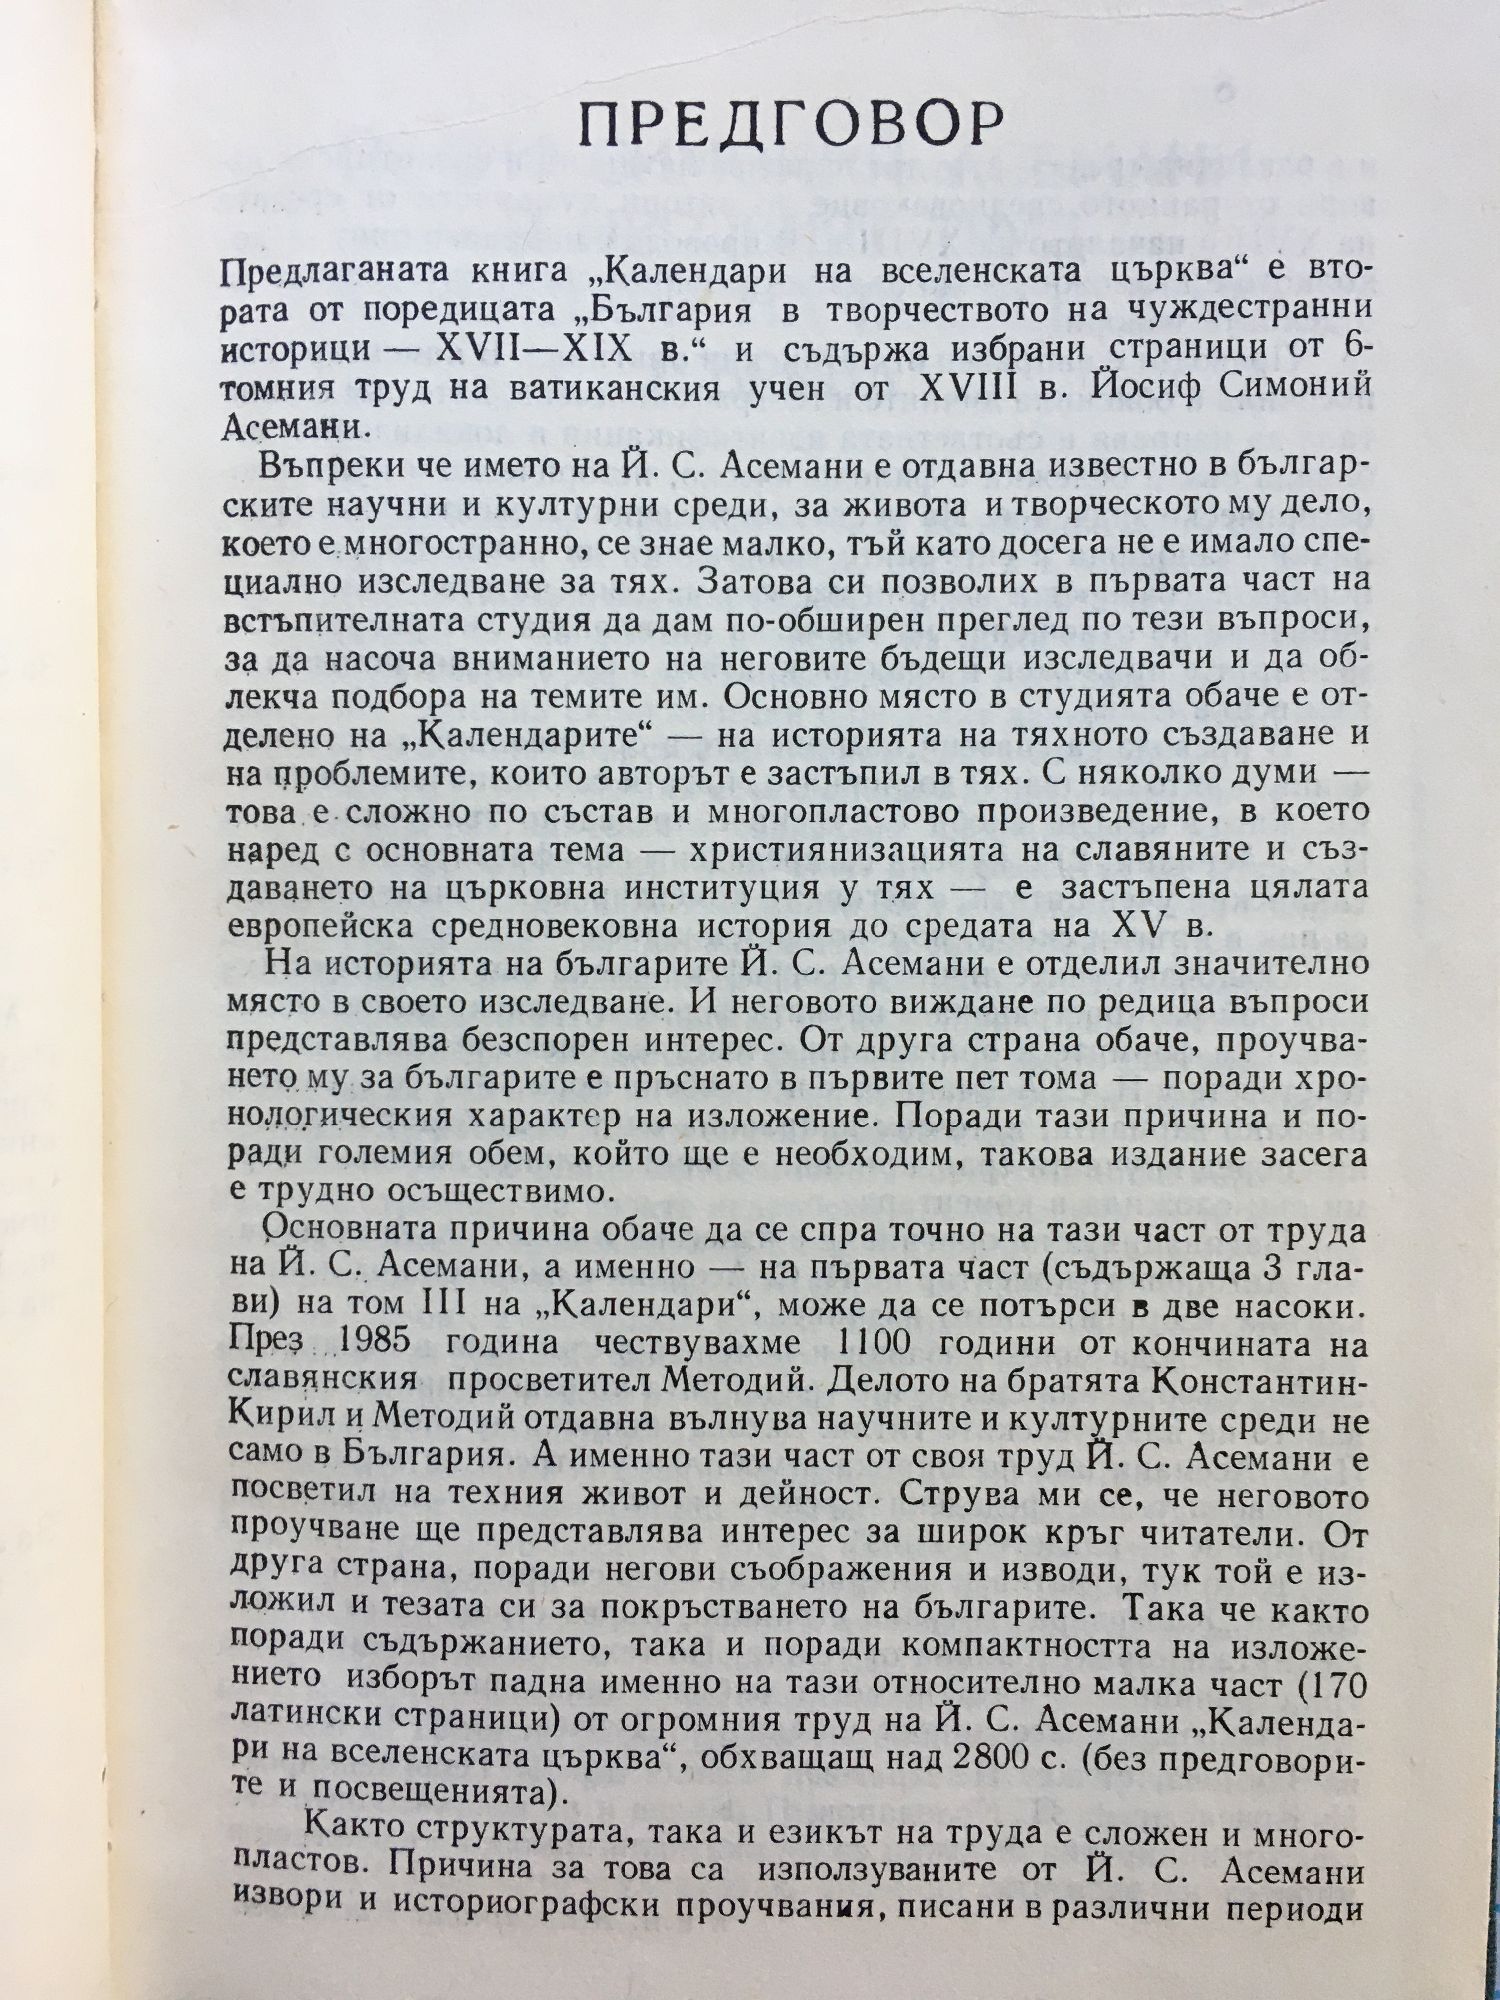 ПРЕДГОВОР
Предлаганата книга „Календари на вселенската църква“ е вто-
рата от поредицата „България в творчеството на чуждестранни
историци — XVII—XIX в.“ и съдържа избрани страници от 6-
томния труд на ватиканския учен от XVIII в. Йосиф Симоний
Асемани.
Въпреки че името на Й. С. Асемани е отдавна известно в българ-
ските научни и културни среди, за живота и творческото му дело,
което е многостранно, се знае малко, тъй като досега не е имало спе-
циално изследване за тях. Затова си позволих в първата част на
встъпителната студия да дам по-обширен преглед по тези въпроси,
за да насоча вниманието на неговите бъдещи изследвачи и да об-
лекча подбора на темите им. Основно място в студията обаче е от-
делено на „Календарите“ — на историята на тяхното създаване и
на проблемите, които авторът е застъпил в тях. С няколко думи —
това е сложно по състав и многопластово произведение, в което
наред с основната тема — християнизацията на славяните и съз-
даването на църковна институция у тях — е застъпена цялата
европейска средновековна история до средата на XV в.
На историята на българите Й. С. Асемани е отделил значително
място в своето изследване. И неговото виждане по редица въпроси
представлява безспорен интерес. От друга страна обаче, проучва-
нето му за българите е пръснато в първите пет тома — поради хро-
нологическия характер на изложение. Поради тази причина и по-
ради големия обем, който ще е необходим, такова издание засега
е трудно осъществимо.
Основната причина обаче да се спра точно на тази част от труда
на Й. С. Асемани, а именно — на първата част (съдържаща 3 гла-
ви) на том III на „Календари“, може да се потърси в две насоки.
През 1985 година чествувахме 1100 години от кончината на
славянския просветител Методий. Делото на братята Константин-
Кирил и Методий отдавна вълнува научните и културните среди не
само в България. А именно тази част от своя труд Й. С. Асемани е
посветил на техния живот и дейност. Струва ми се, че неговото
проучване ще представлява интерес за широк кръг читатели. От
друга страна, поради негови съображения и изводи, тук той е из-
ложил и тезата си за покръстването на българите. Така че както
поради съдържанието, така и поради компактността на изложе-
нието изборът падна именно на тази относително малка част (170
латински страници) от огромния труд на Й. С. Асемани „Календа-
ри на вселенската църква“, обхващащ над 2800 с. (без предговори-
те и посвещенията).
Както структурата, така и езикът на труда е сложен и много-
пластов. Причина за това са използуваните от Й. С. Асемани
извори и историографски проучвания, писани в различни периоди